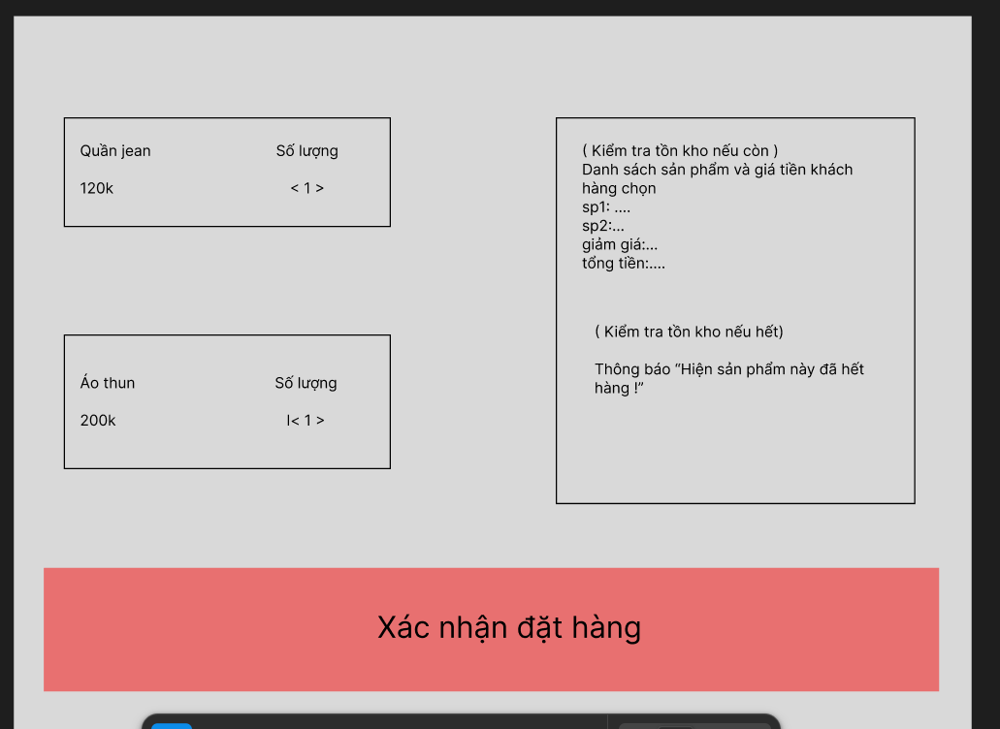 Quần jean Số lượng
120k < 1 >
Áo thun Số lượng
200k I< 1 >
( Kiểm tra tồn kho nếu còn )
Danh sách sản phẩm và giá tiền khách
hàng chọn
sp1: ....
sp2:...
giảm giá:...
tổng tiền:....
( Kiểm tra tồn kho nếu hết)
Thông báo “Hiện sản phẩm này đã hết
hàng !”
Xác nhận đặt hàng